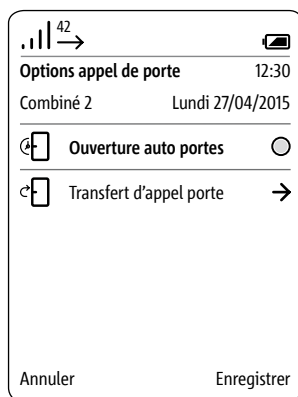 42
Options appel de porte 12:30
Combiné 2 Lundi 27/04/2015
Ouverture auto portes
Transfert d'appel porte
Annuler Enregistrer